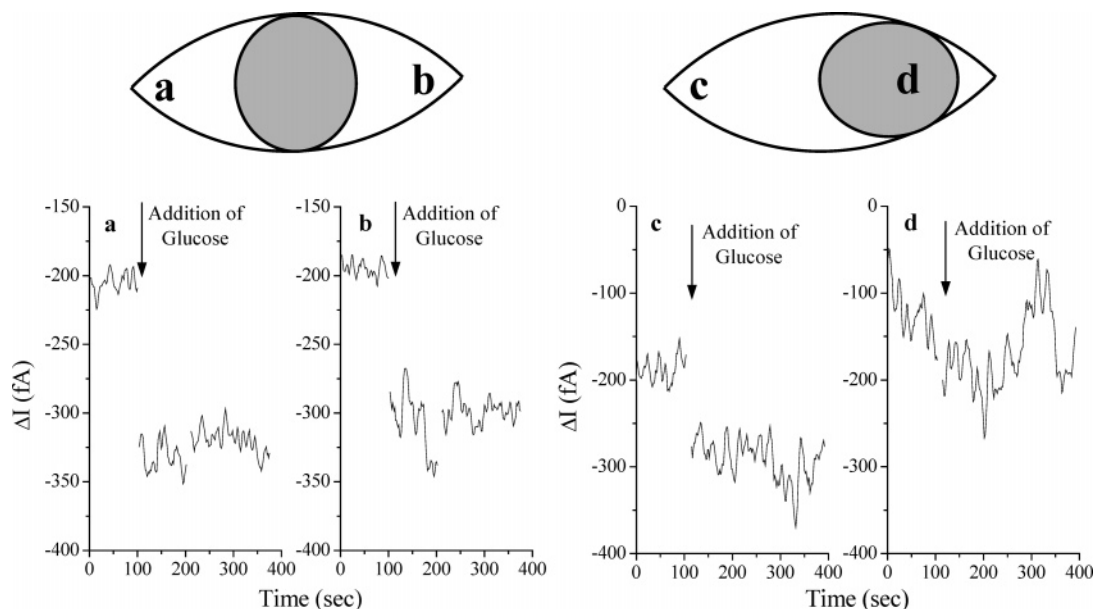 a
b
c
d
-150
-200
-250
-300
-350
-400
ΔI (fA)
a
Addition of
Glucose
0 100 200 300 400
-150
-200
-250
-300
-350
-400
b
Addition of
Glucose
0 100 200 300 400
Time (sec)
0
-100
-200
-300
-400
ΔI (fA)
c
Addition of
Glucose
0 100 200 300 400
0
-100
-200
-300
-400
d
Addition of
Glucose
0 100 200 300 400
Time (sec)